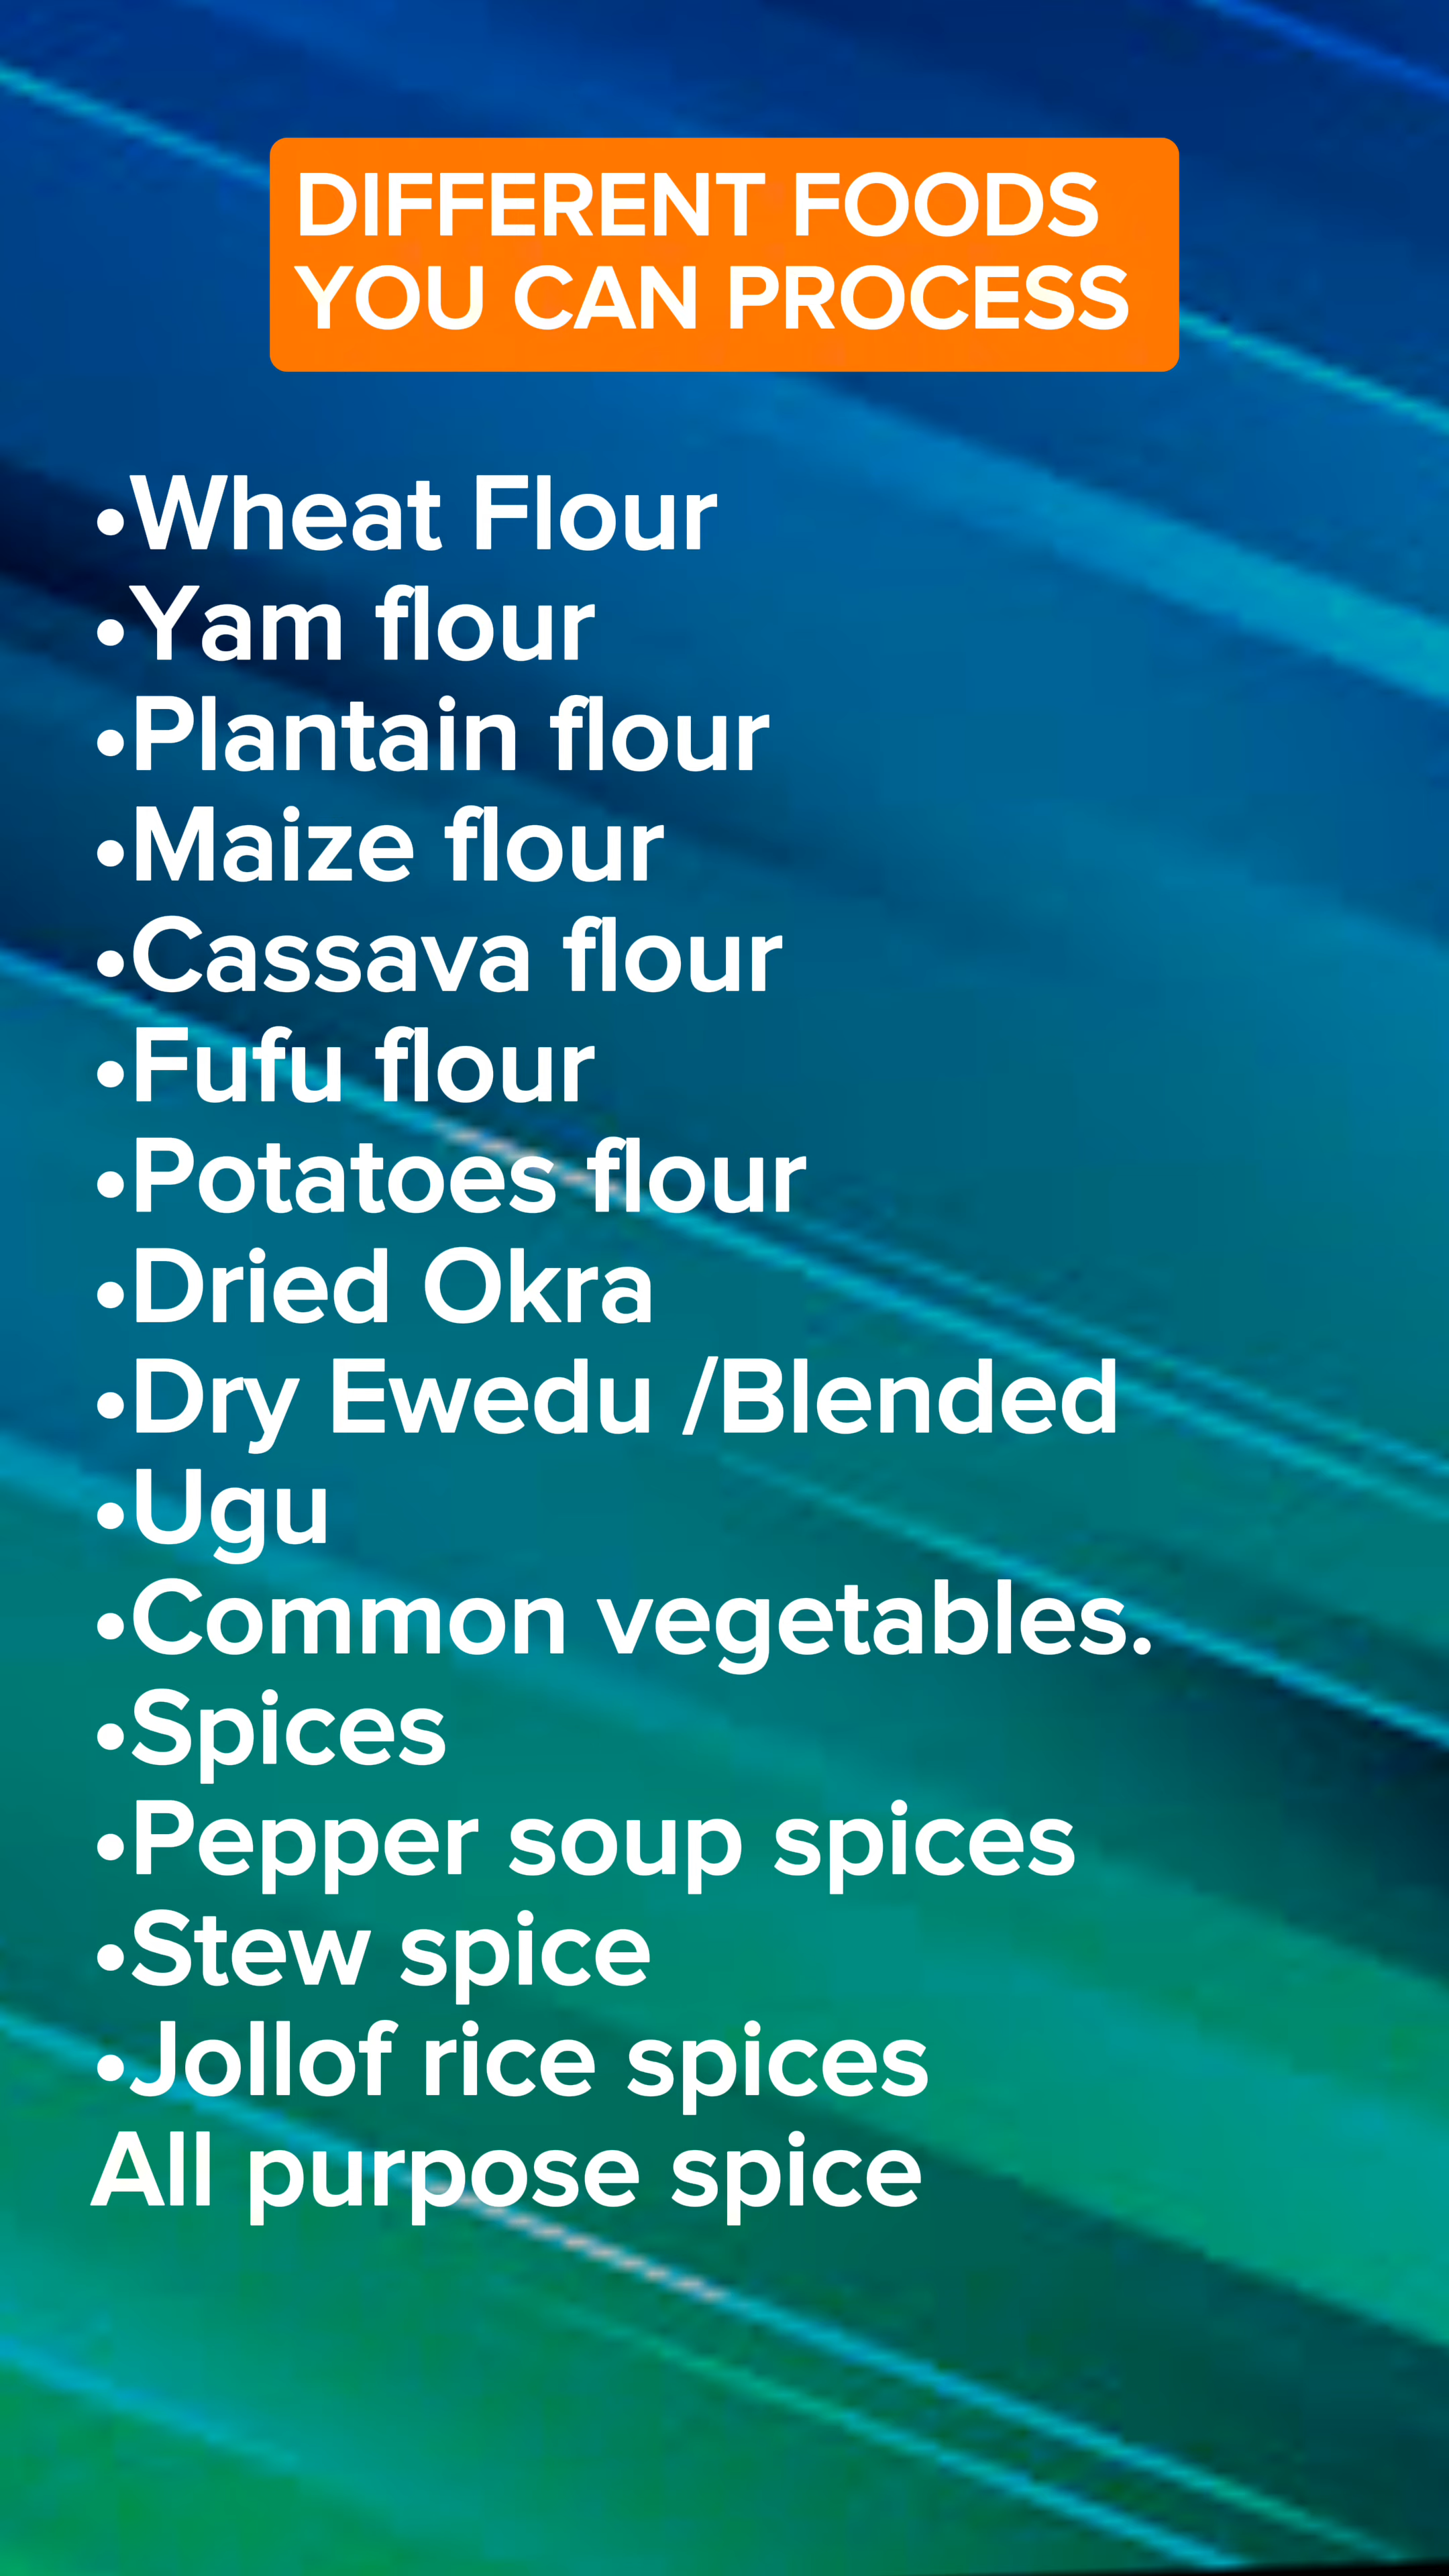 DIFFERENT FOODS
YOU CAN PROCESS
•Wheat Flour
•Yam flour
•Plantain flour
•Maize flour
•Cassava flour
•Fufu flour
•Potatoes flour
•Dried Okra
•Dry Ewedu /Blended
•Ugu
•Common vegetables.
•Spices
•Pepper soup spices
•Stew spice
•Jollof rice spices
All purpose spice